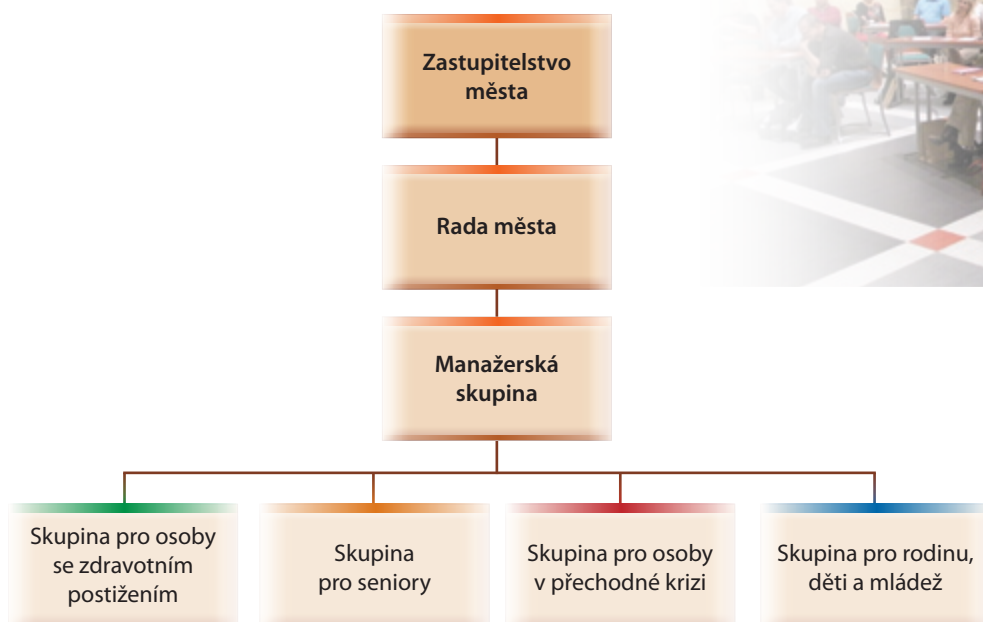 Zastupitelstvo
města
Rada města
Manažerská
skupina
Skupina pro osoby
se zdravotním
postižením
Skupina
pro seniory
Skupina pro osoby
v přechodné krizi
Skupina pro rodinu,
děti a mládež